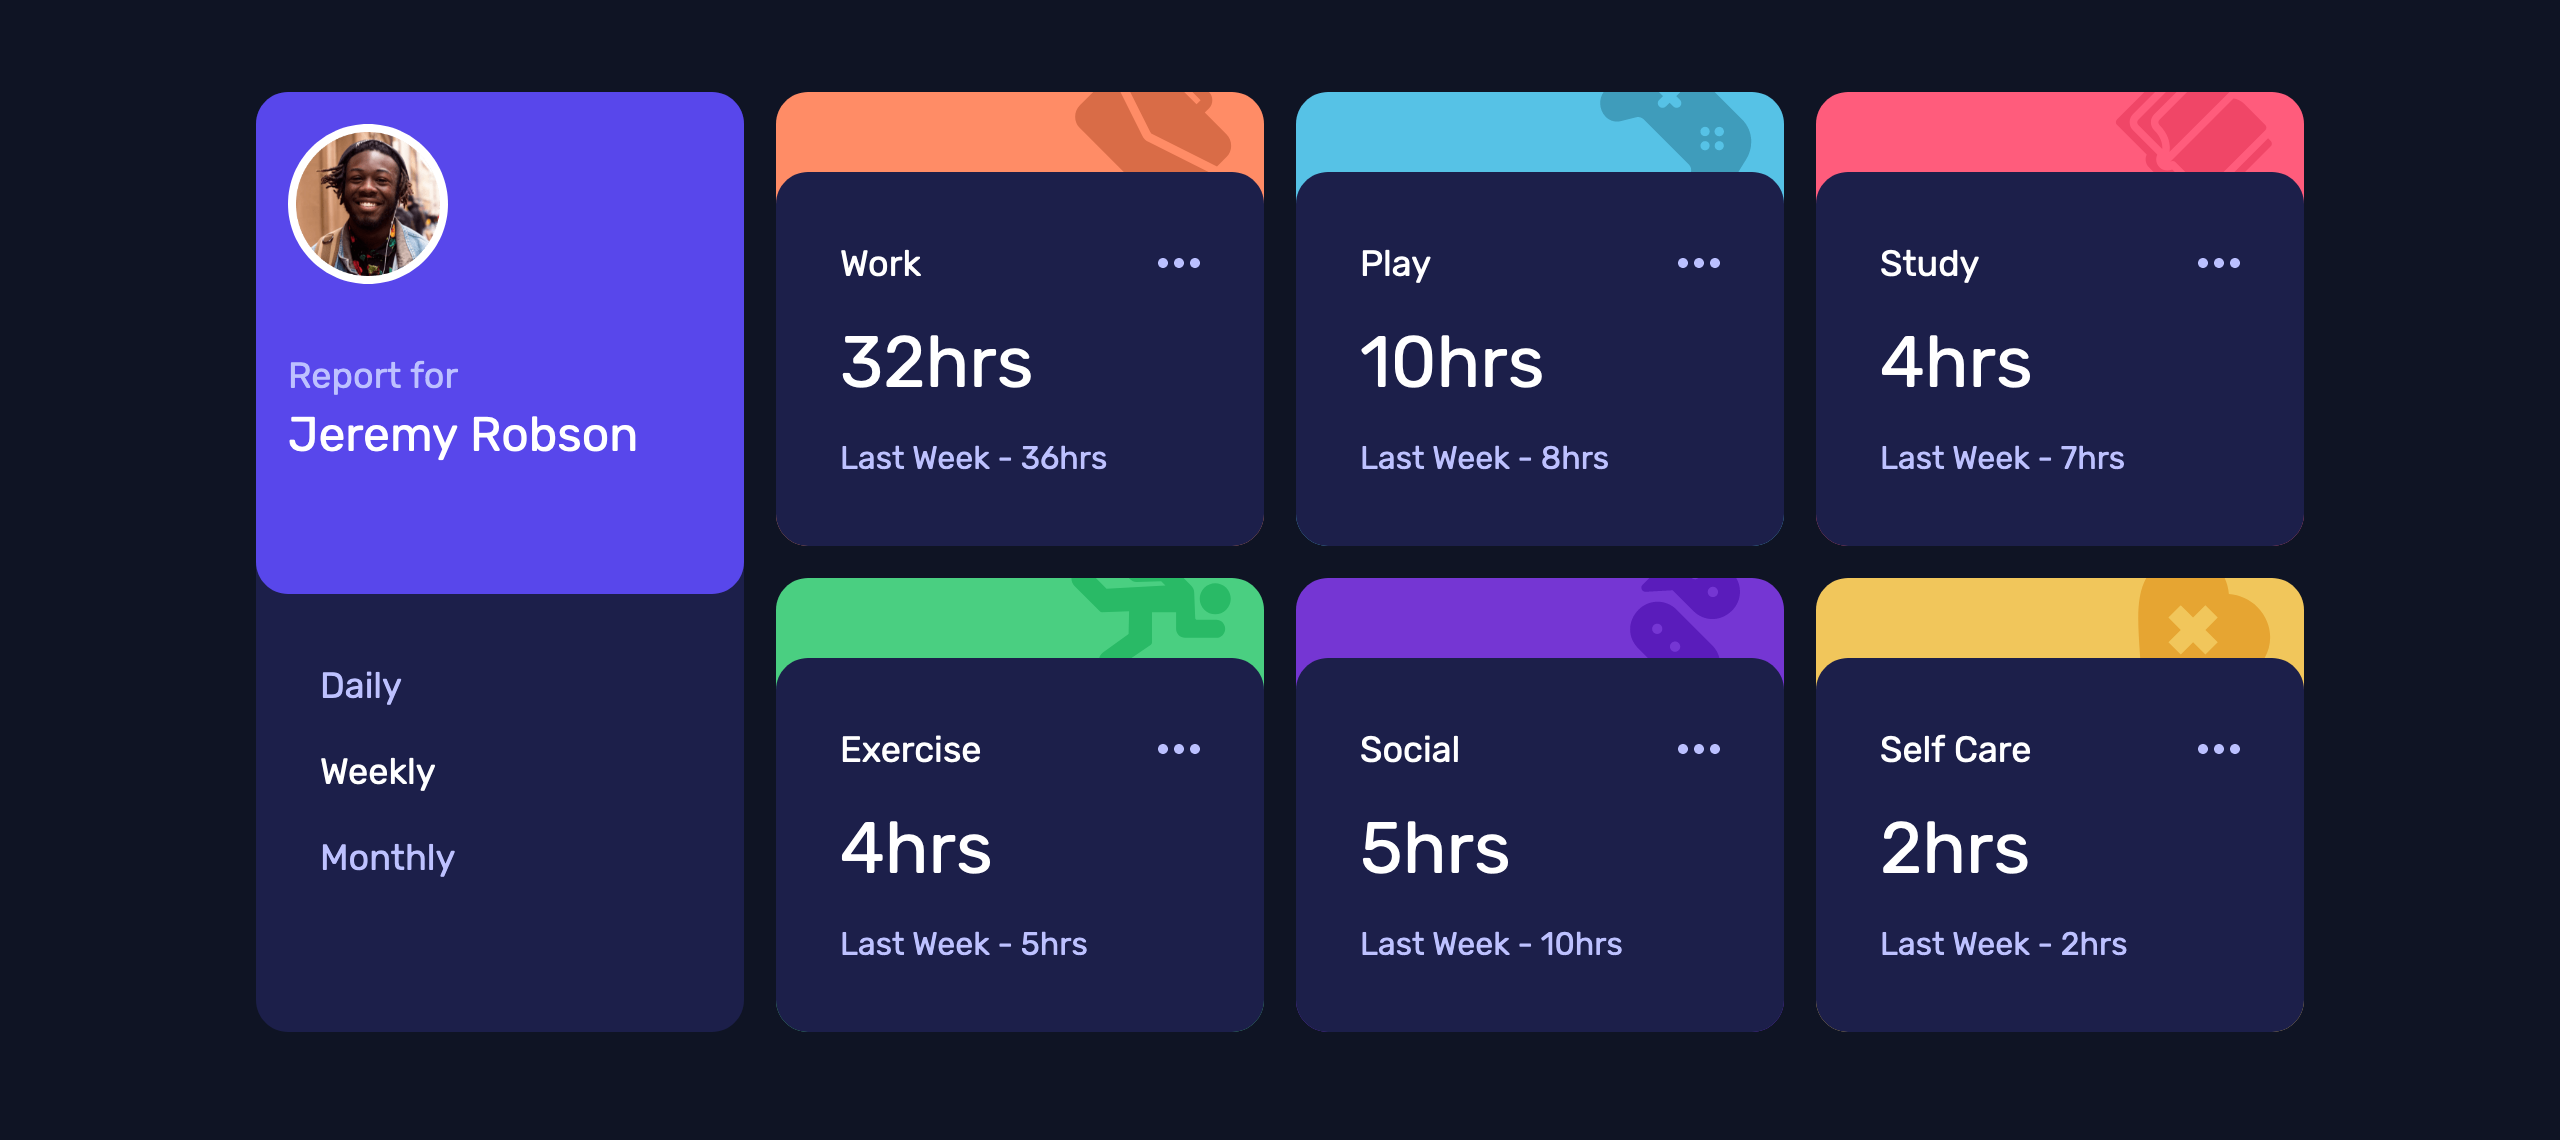 Report for
Jeremy Robson
Daily
Weekly
Monthly
Work
32hrs
Last Week - 36hrs
Play
10hrs
Last Week - 8hrs
Study
4hrs
Last Week - 7hrs
Exercise
4hrs
Last Week - 5hrs
Social
5hrs
Last Week - 10hrs
Self Care
2hrs
Last Week - 2hrs